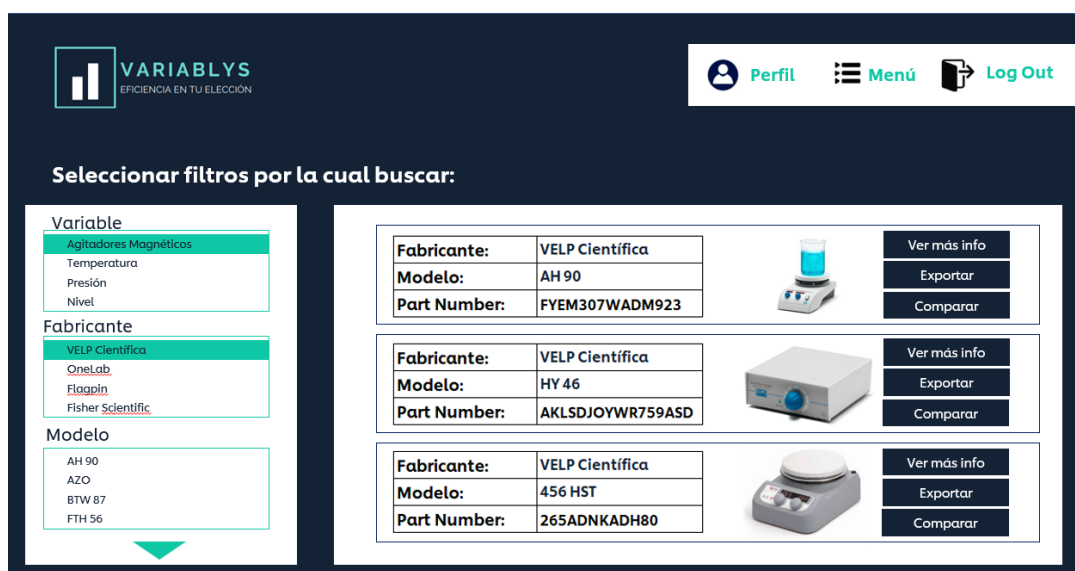 VARIABLYS
EFICIENCIA EN TU ELECCIÓN
Perfil
Menú
Log Out
Seleccionar filtros por la cual buscar:
Variable
Agitadores Magnéticos
Temperatura
Presión
Nivel
Fabricante
VELP Científica
OneLab
Flagpin
Fisher Scientific
Modelo
AH 90
AZO
BTW 87
FTH 56
Fabricante: VELP Científica
Modelo: AH 90
Part Number: FYEM307WADM923
Ver más info
Exportar
Comparar
Fabricante: VELP Científica
Modelo: HY 46
Part Number: AKLSDJOYWR759ASD
Ver más info
Exportar
Comparar
Fabricante: VELP Científica
Modelo: 456 HST
Part Number: 265ADNKADH80
Ver más info
Exportar
Comparar